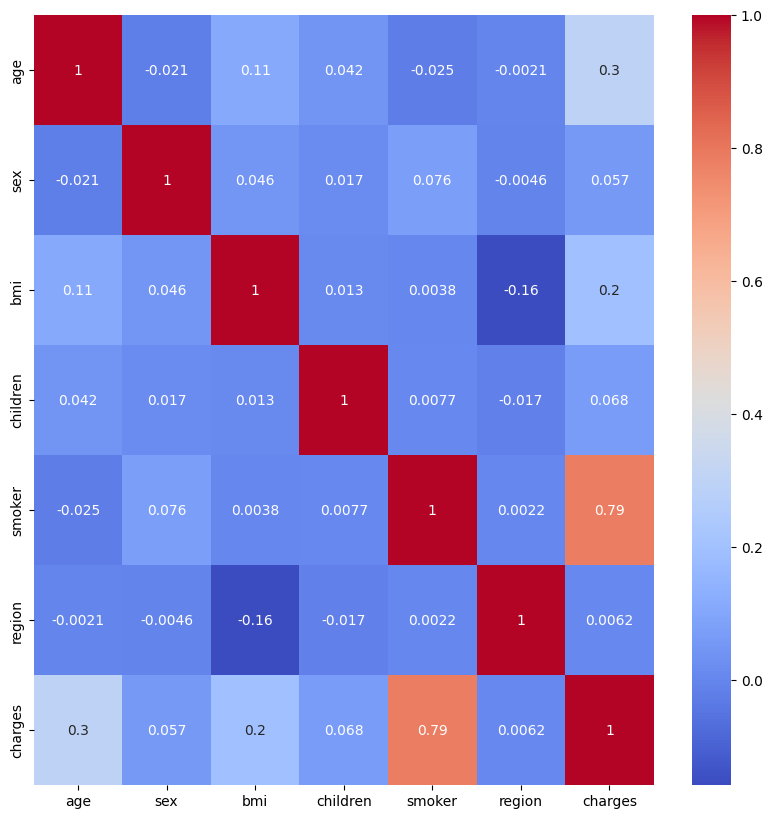 age 1 -0.021 0.11 0.042 -0.025 -0.0021 0.3
sex -0.021 1 0.046 0.017 0.076 -0.0046 0.057
bmi 0.11 0.046 1 0.013 0.0038 -0.16 0.2
children 0.042 0.017 0.013 1 0.0077 -0.017 0.068
smoker -0.025 0.076 0.0038 0.0077 1 0.0022 0.79
region -0.0021 -0.0046 -0.16 -0.017 0.0022 1 0.0062
charges 0.3 0.057 0.2 0.068 0.79 0.0062 1
age sex bmi children smoker region charges
1.0
0.8
0.6
0.4
0.2
0.0